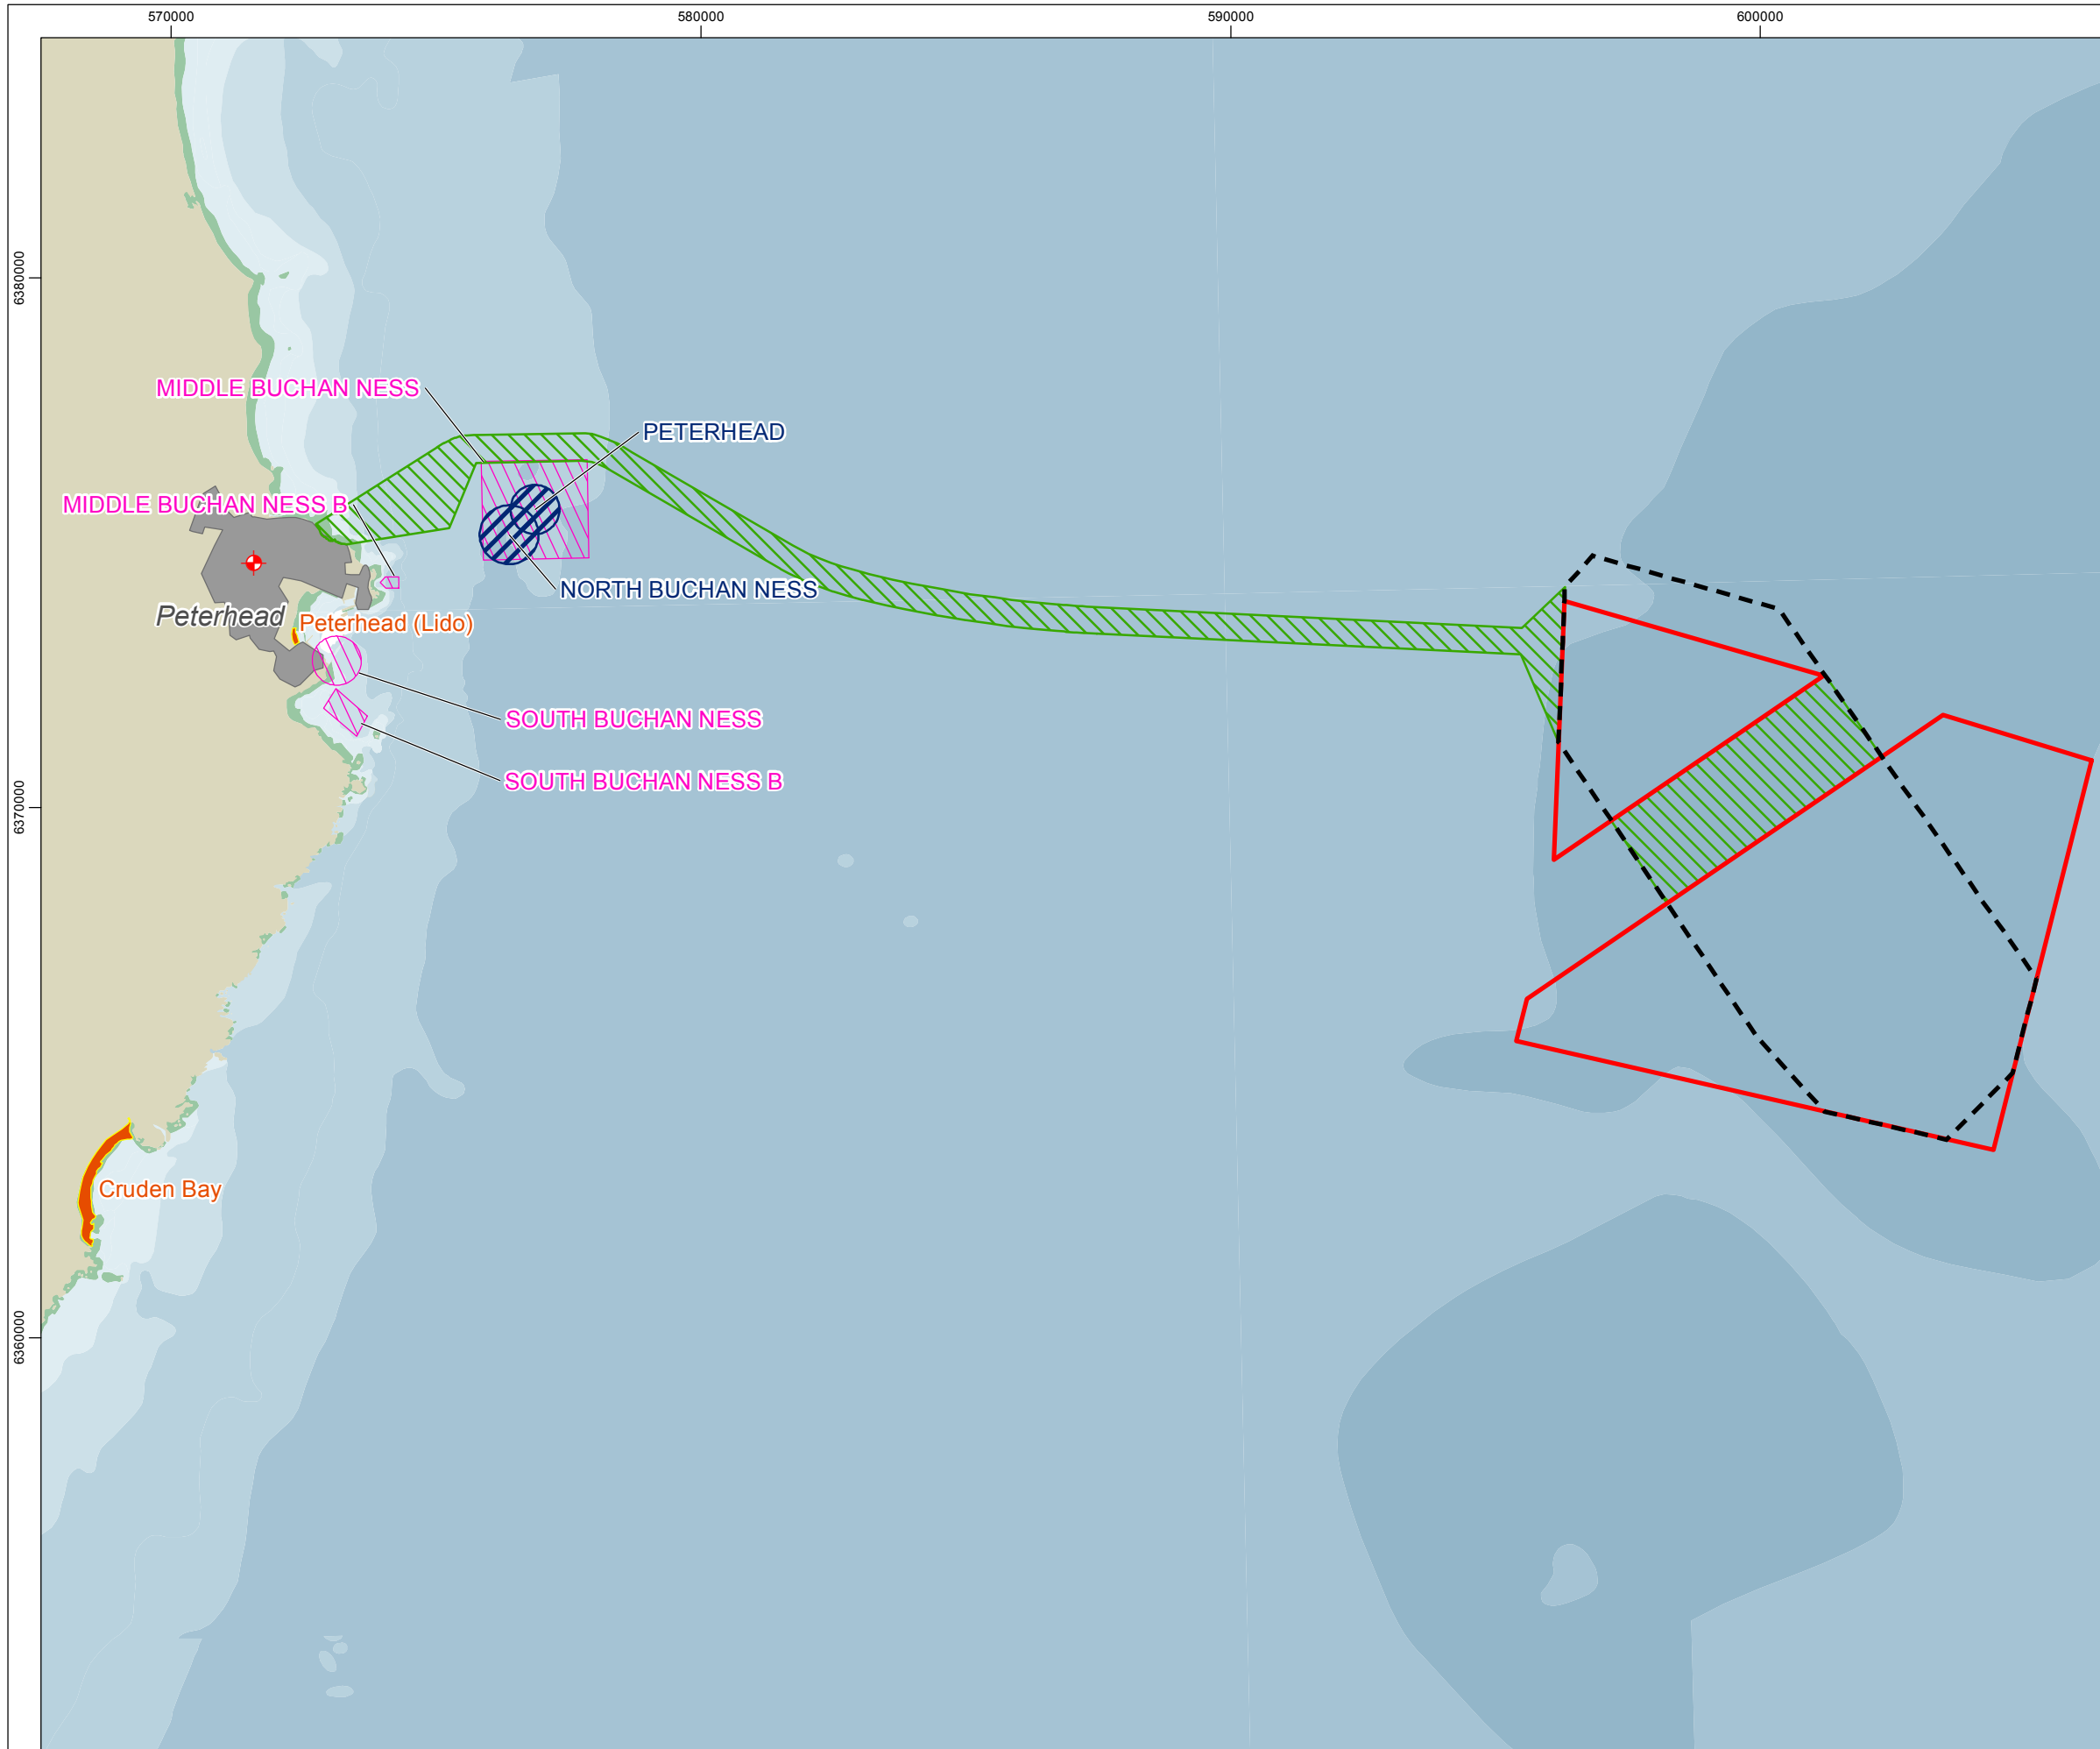 570000
580000
590000
600000
6380000
MIDDLE BUCHAN NESS
PETERHEAD
MIDDLE BUCHAN NESS B
NORTH BUCHAN NESS
Peterhead
Peterhead (Lido)
SOUTH BUCHAN NESS
SOUTH BUCHAN NESS B
6370000
Cruden Bay
6360000